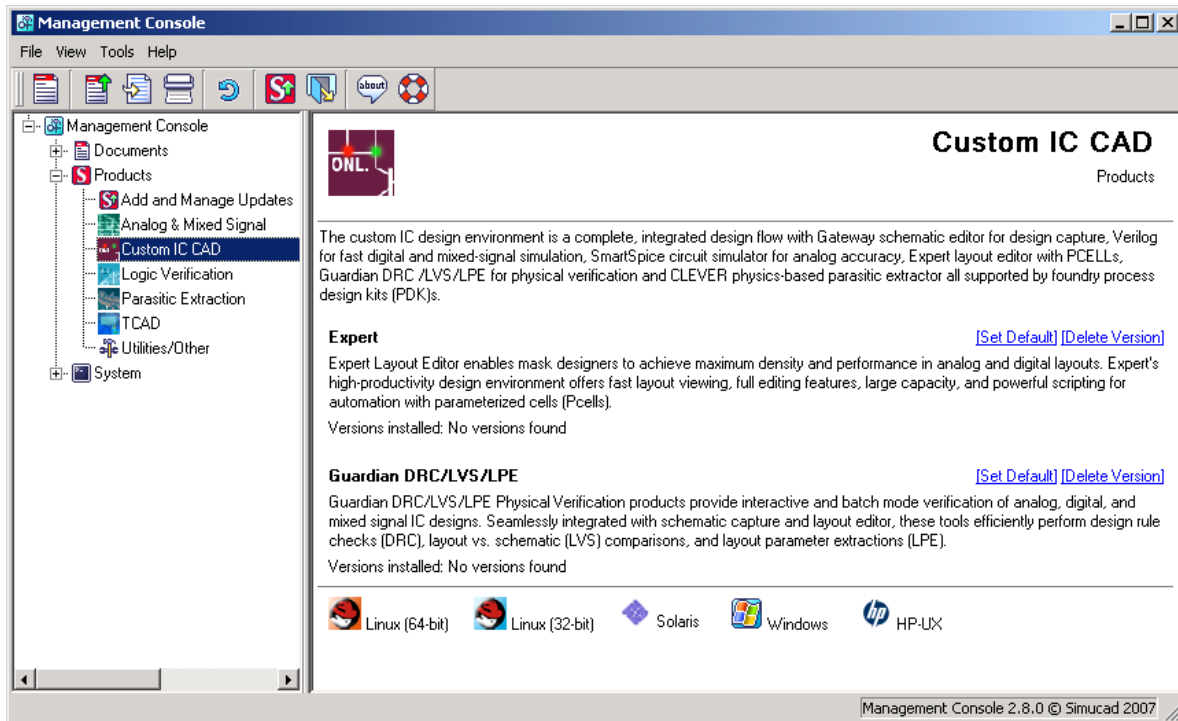 Management Console
File View Tools Help
about
Management Console
Documents
Products
Add and Manage Updates
Analog & Mixed Signal
Custom IC CAD
Logic Verification
Parasitic Extraction
TCAD
Utilities/Other
System
ONL.
Custom IC CAD
Products
The custom IC design environment is a complete, integrated design flow with Gateway schematic editor for design capture, Verilog
for fast digital and mixed-signal simulation, SmartSpice circuit simulator for analog accuracy, Expert layout editor with PCELLs,
Guardian DRC /LVS/LPE for physical verification and CLEVER physics-based parasitic extractor all supported by foundry process
design kits (PDK)s.
Expert [Set Default] [Delete Version]
Expert Layout Editor enables mask designers to achieve maximum density and performance in analog and digital layouts. Expert's
high-productivity design environment offers fast layout viewing, full editing features, large capacity, and powerful scripting for
automation with parameterized cells (Pcells).
Versions installed: No versions found
Guardian DRC/LVS/LPE [Set Default] [Delete Version]
Guardian DRC/LVS/LPE Physical Verification products provide interactive and batch mode verification of analog, digital, and
mixed signal IC designs. Seamlessly integrated with schematic capture and layout editor, these tools efficiently perform design rule
checks (DRC), layout vs. schematic (LVS) comparisons, and layout parameter extractions (LPE).
Versions installed: No versions found
Linux (64-bit) Linux (32-bit) Solaris Windows hp HP-UX
Management Console 2.8.0 © Simucad 2007